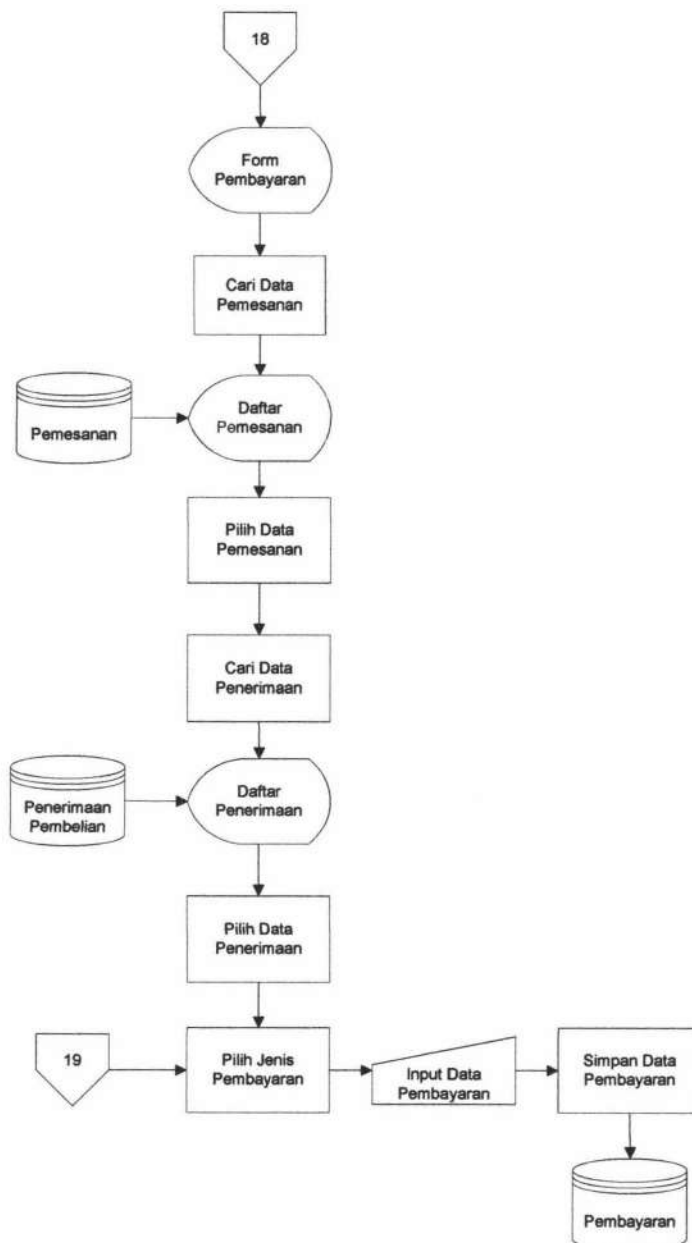 18
Form
Pembayaran
Cari Data
Pemesanan
Pemesanan
Daftar
Pemesanan
Pilih Data
Pemesanan
Cari Data
Penerimaan
Penerimaan
Pembelian
Daftar
Penerimaan
Pilih Data
Penerimaan
19
Pilih Jenis
Pembayaran
Input Data
Pembayaran
Simpan Data
Pembayaran
Pembayaran